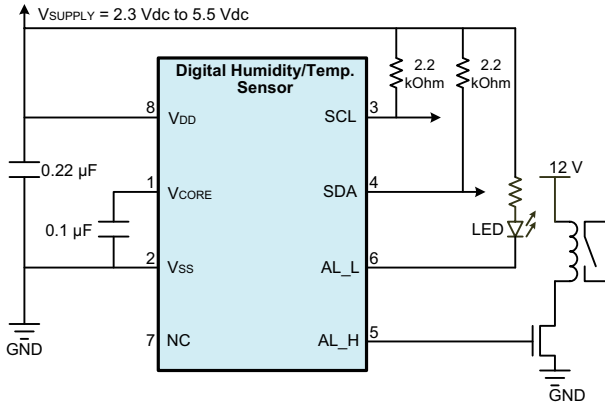 VSUPPLY = 2.3 Vdc to 5.5 Vdc
Digital Humidity/Temp.
Sensor
2.2
kOhm
2.2
kOhm
8
VDD
SCL
3
0.22 µF
1
VCORE
SDA
4
12 V
0.1 µF
LED
2
VSS
AL_L
6
7
NC
AL_H
5
GND
GND